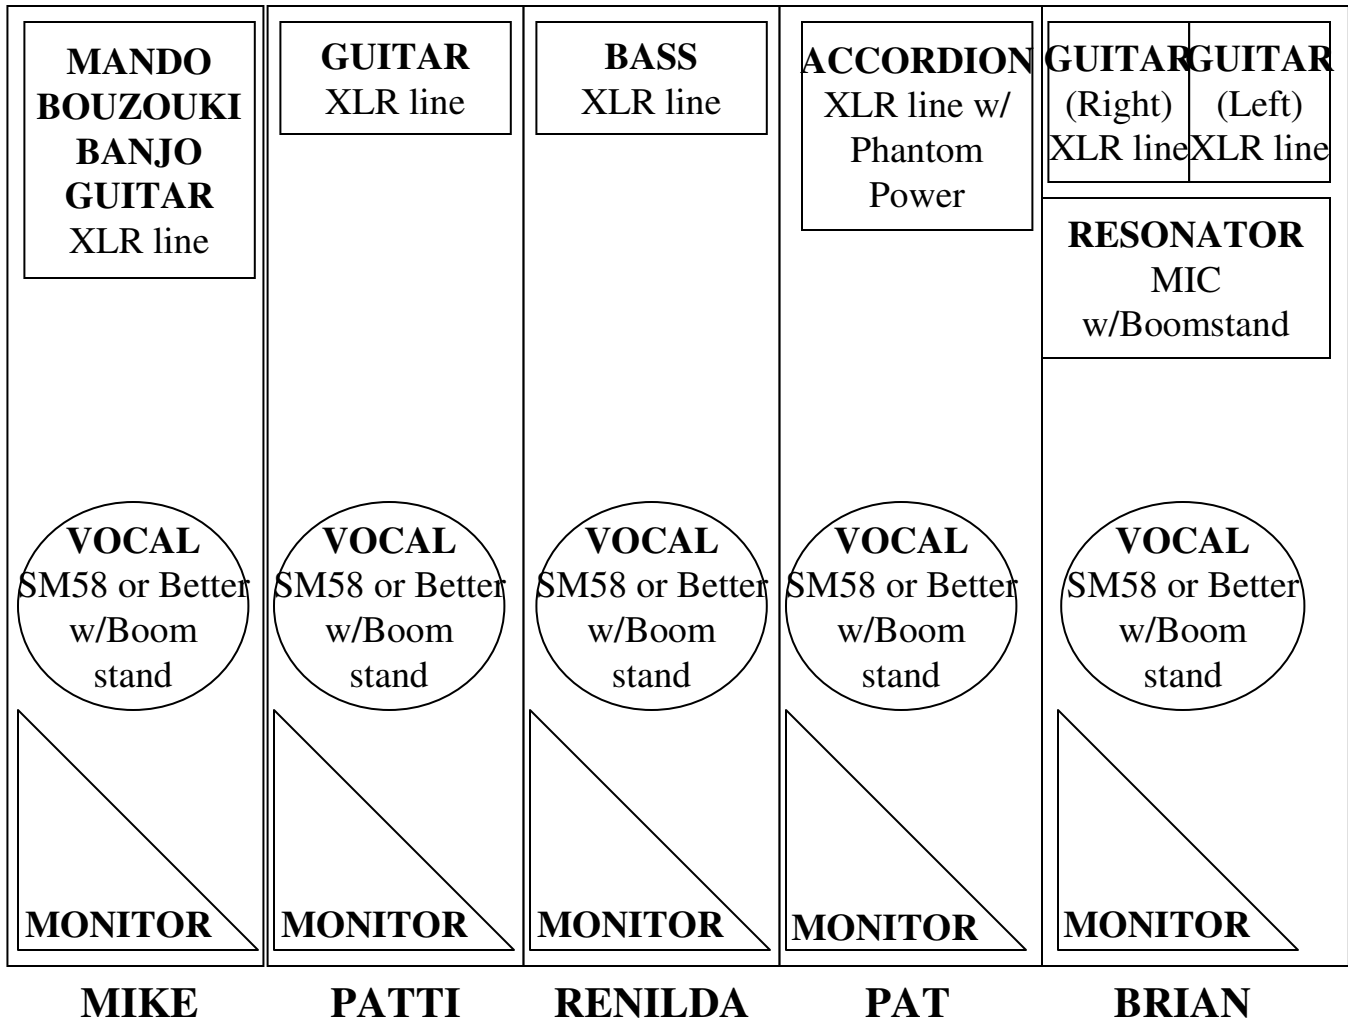 MANDO
BOUZOUKI
BANJO
GUITAR
XLR line
GUITAR
XLR line
BASS
XLR line
ACCORDION
XLR line w/
Phantom
Power
GUITAR
(Right)
XLR line
GUITAR
(Left)
XLR line
RESONATOR
MIC
w/Boomstand
VOCAL
SM58 or Better
w/Boom
stand
VOCAL
SM58 or Better
w/Boom
stand
VOCAL
SM58 or Better
w/Boom
stand
VOCAL
SM58 or Better
w/Boom
stand
VOCAL
SM58 or Better
w/Boom
stand
MONITOR
MONITOR
MONITOR
MONITOR
MONITOR
MIKE
PATTI
RENILDA
PAT
BRIAN